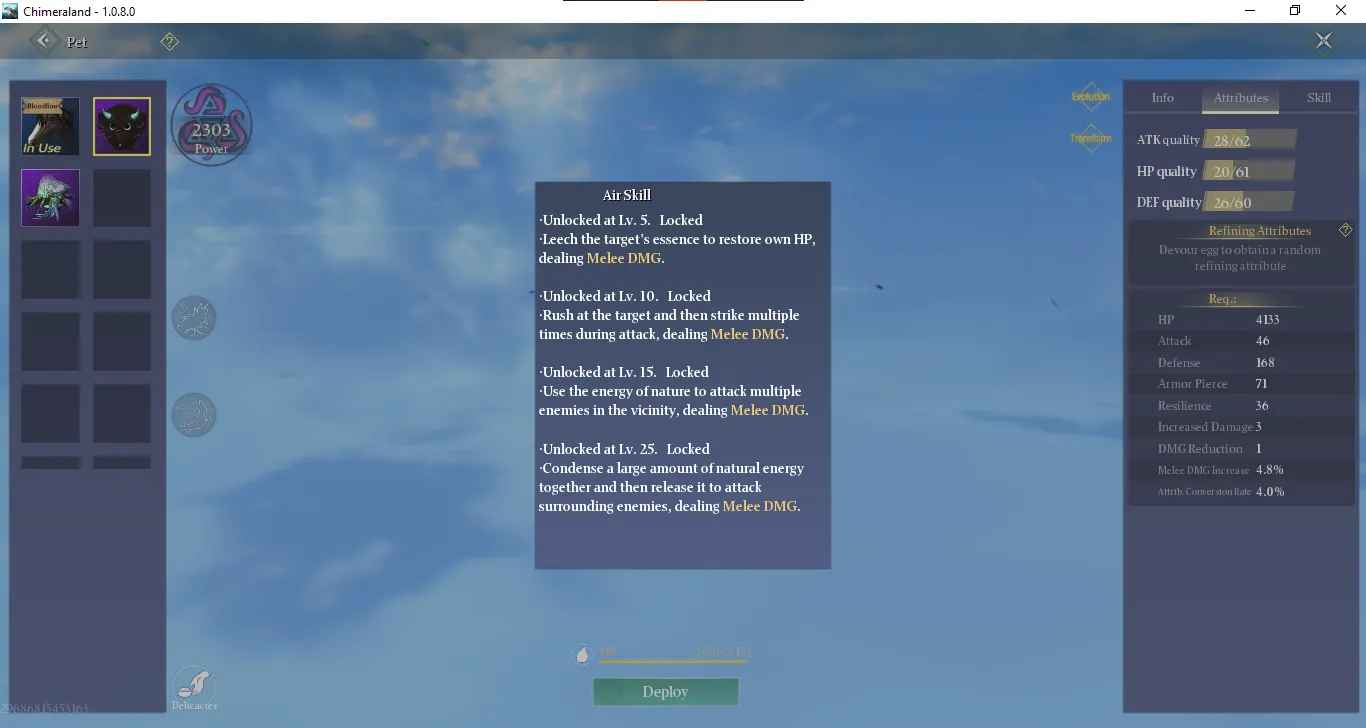 Chimeraland - 1.0.8.0
Pet
Bloodline
In Use
2303
Power
Evolution
Transform
Info Attributes Skill
ATK quality 28/62
HP quality 20/61
DEF quality 26/60
Refining Attributes
Devour egg to obtain a random
refining attribute
Req.:
HP 4133
Attack 46
Defense 168
Armor Pierce 71
Resilience 36
Increased Damage 3
DMG Reduction 1
Melee DMG Increase 4.8%
Attrib. Conversion Rate 4.0%
Air Skill
·Unlocked at Lv. 5. Locked
·Leech the target's essence to restore own HP,
dealing Melee DMG.
·Unlocked at Lv. 10. Locked
·Rush at the target and then strike multiple
times during attack, dealing Melee DMG.
·Unlocked at Lv. 15. Locked
·Use the energy of nature to attack multiple
enemies in the vicinity, dealing Melee DMG.
·Unlocked at Lv. 25. Locked
·Condense a large amount of natural energy
together and then release it to attack
surrounding enemies, dealing Melee DMG.
HP
Deploy
Delicacies